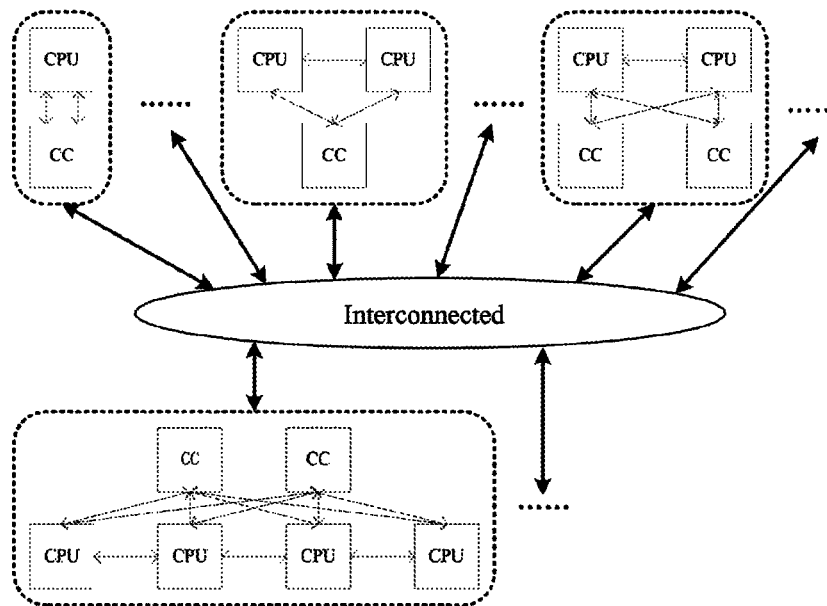 CPU
CC
......
CPU CPU
CC
......
CPU CPU
CC CC
......
Interconnected
CC CC
CPU CPU CPU CPU
......